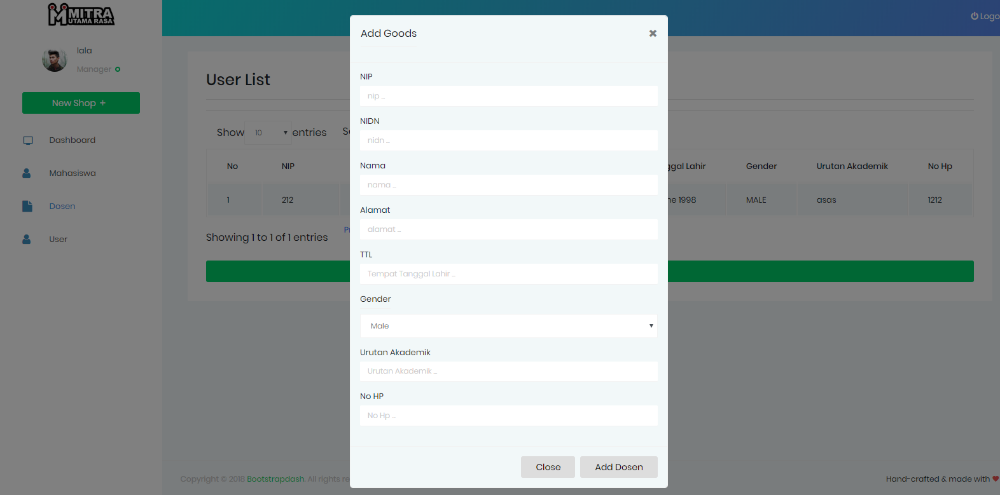 MITRA
UTAMA RASA
lala
Manager
New Shop +
Dashboard
Mahasiswa
Dosen
User
Logo
User List
Show 10 entries
No NIP ggal Lahir Gender Urutan Akademik No Hp
1 212 ne 1998 MALE asas 1212
Showing 1 to 1 of 1 entries
Add Goods
NIP
nip ...
NIDN
nidn ...
Nama
nama ...
Alamat
alamat ...
TTL
Tempat Tanggal Lahir ...
Gender
Male
Urutan Akademik
Urutan Akademik ...
No HP
No Hp ...
Close Add Dosen
Copyright © 2018 Bootstrapdash. All rights re
Hand-crafted & made with